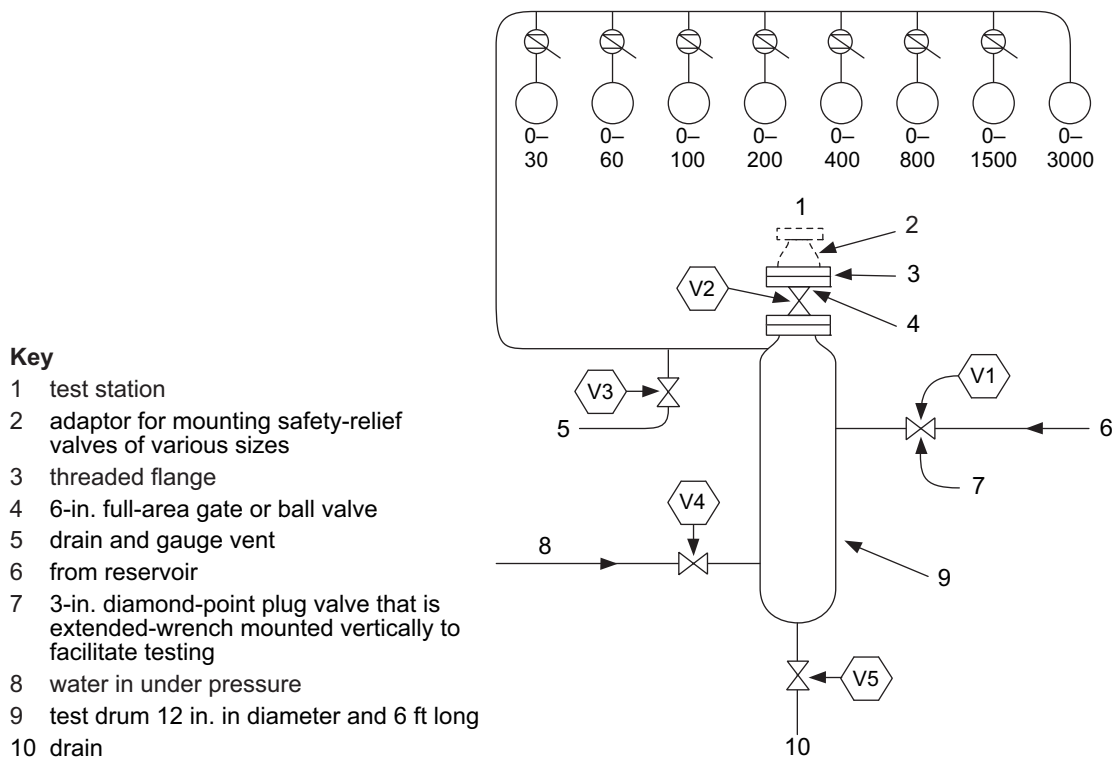 0–
30
0–
60
0–
100
0–
200
0–
400
0–
800
0–
1500
0–
3000
1
2
3
V2
4
Key
1 test station
2 adaptor for mounting safety-relief
valves of various sizes
3 threaded flange
4 6-in. full-area gate or ball valve
5 drain and gauge vent
6 from reservoir
7 3-in. diamond-point plug valve that is
extended-wrench mounted vertically to
facilitate testing
8 water in under pressure
9 test drum 12 in. in diameter and 6 ft long
10 drain
V3
V1
5
6
7
V4
8
9
V5
10